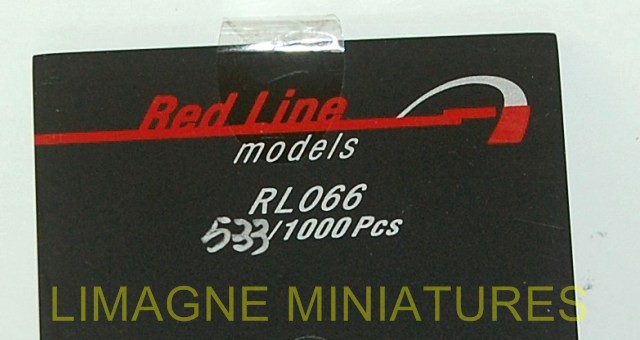 Red Line
models
RL066
533/1000 Pcs
LIMAGNE MINIATURES